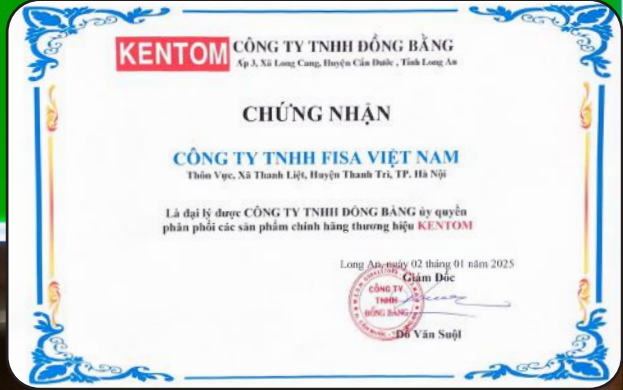 KENTOM
CÔNG TY TNHH ĐỒNG BẰNG
Ấp 3, Xã Long Cang, Huyện Cần Đước , Tỉnh Long An
CHỨNG NHẬN
CÔNG TY TNHH FISA VIỆT NAM
Thôn Vực, Xã Thanh Liệt, Huyện Thanh Trì, TP. Hà Nội
Là đại lý được CÔNG TY TNHH ĐỒNG BẰNG ủy quyền
phân phối các sản phẩm chính hãng thương hiệu KENTOM
Long An, ngày 02 tháng 01 năm 2025
Giám Đốc
CÔNG TY
TNHH
ĐỒNG BẰNG
Đỗ Văn Suột